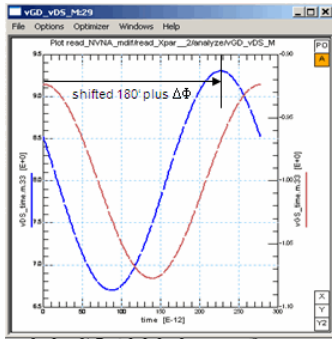 vGD_vDS_M:29
File Options Optimizer Windows Help
Plot read_NVNA_mdif/read_Xpar__2/analyze/vGD_vDS_M
PO
A
9.5
9.0
8.5
8.0
7.5
7.0
6.5
shifted 180° plus ΔΦ
vDS_time.m.33 [E+0]
vGS_time.m.33 [E+0]
-0.90
-0.95
-1.00
-1.05
-1.10
0 50 100 150 200 250 300
time [E-12]
X
Y
Y2